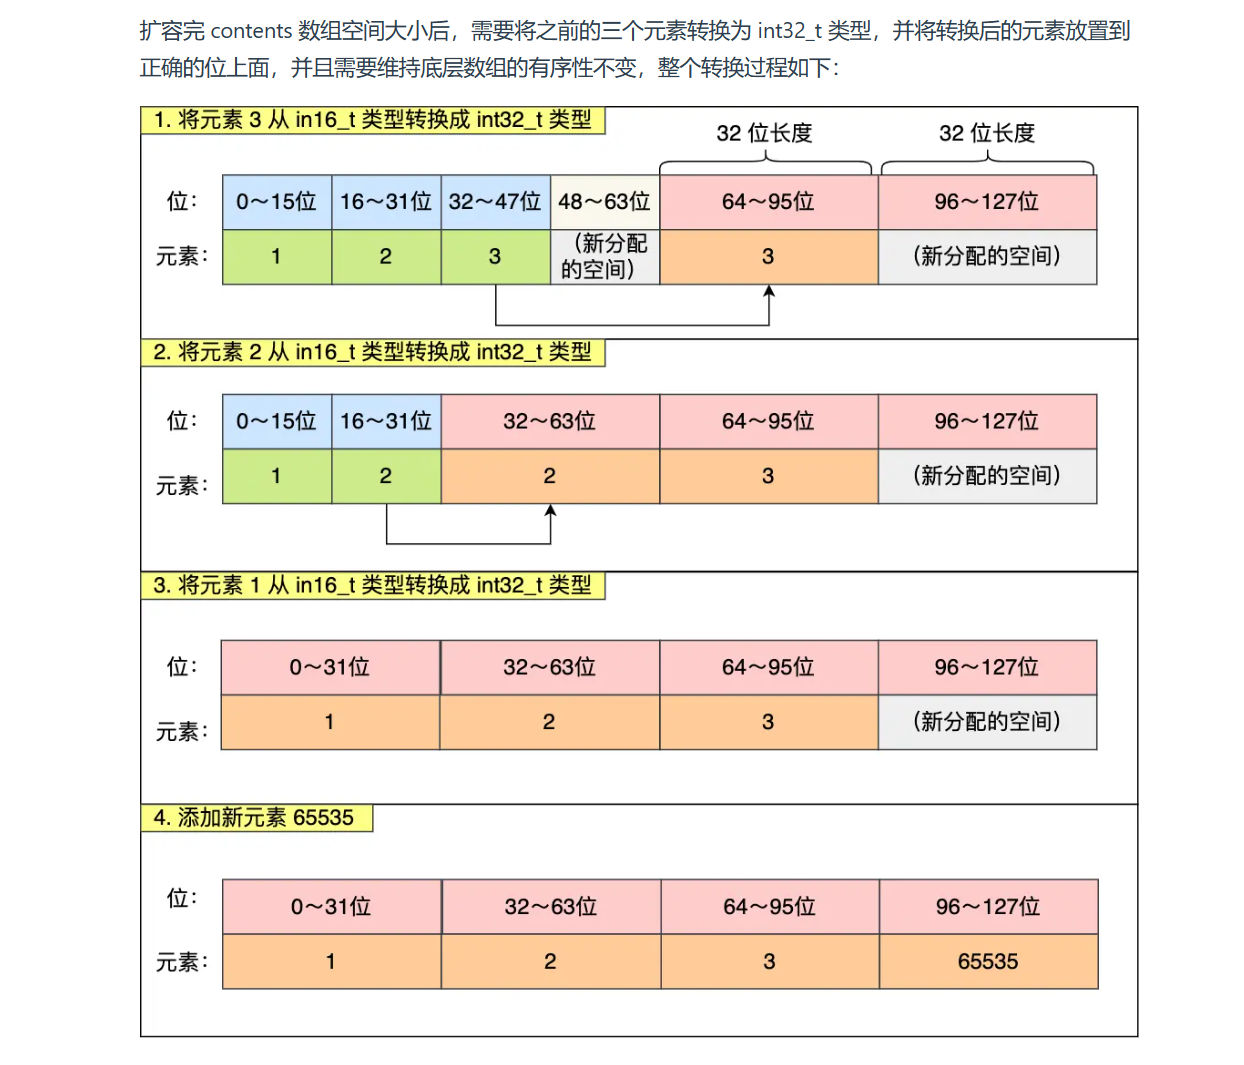 扩容完 contents 数组空间大小后，需要将之前的三个元素转换为 int32_t 类型，并将转换后的元素放置到
正确的位上面，并且需要维持底层数组的有序性不变，整个转换过程如下：
1. 将元素 3 从 in16_t 类型转换成 int32_t 类型
32 位长度 32 位长度
位： 0～15位 16～31位 32～47位 48～63位 64～95位 96～127位
元素： 1 2 3 （新分配的空间） 3 （新分配的空间）
2. 将元素 2 从 in16_t 类型转换成 int32_t 类型
位： 0～15位 16～31位 32～63位 64～95位 96～127位
元素： 1 2 2 3 （新分配的空间）
3. 将元素 1 从 in16_t 类型转换成 int32_t 类型
位： 0～31位 32～63位 64～95位 96～127位
元素： 1 2 3 （新分配的空间）
4. 添加新元素 65535
位： 0～31位 32～63位 64～95位 96～127位
元素： 1 2 3 65535